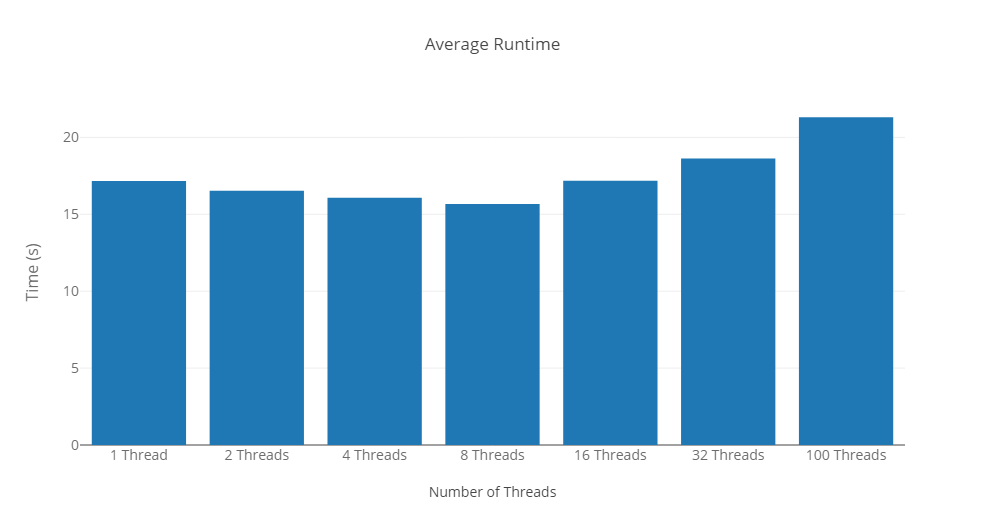 Average Runtime
20
15
10
5
0
Time (s)
1 Thread
2 Threads
4 Threads
8 Threads
16 Threads
32 Threads
100 Threads
Number of Threads